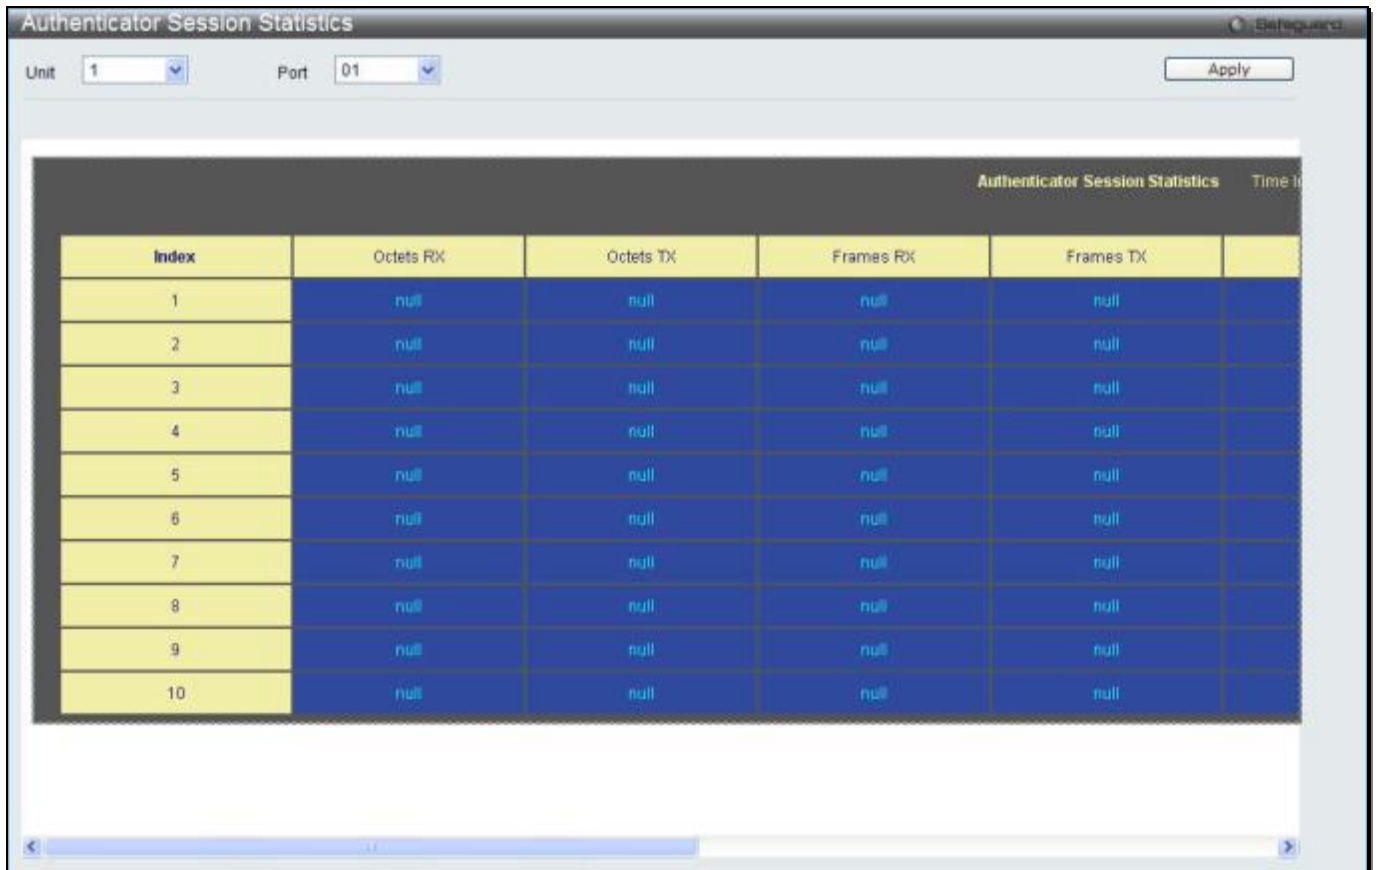 Authenticator Session Statistics
Safeguard
Unit 1 Port 01 Apply
Authenticator Session Statistics Time
Index Octets RX Octets TX Frames RX Frames TX
1 null null null null
2 null null null null
3 null null null null
4 null null null null
5 null null null null
6 null null null null
7 null null null null
8 null null null null
9 null null null null
10 null null null null